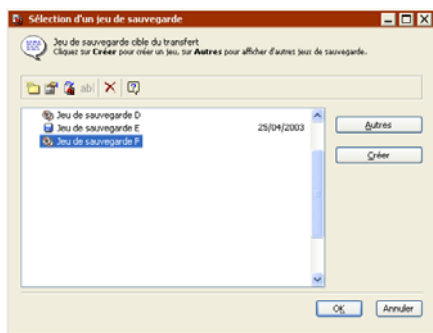 Sélection d'un jeu de sauvegarde
Jeu de sauvegarde cible du transfert
Cliquez sur Créer pour créer un jeu, sur Autres pour afficher d'autres jeux de sauvegarde.
ab|
Jeu de sauvegarde D
Jeu de sauvegarde E 25/04/2003
Jeu de sauvegarde F
Autres
Créer
OK
Annuler